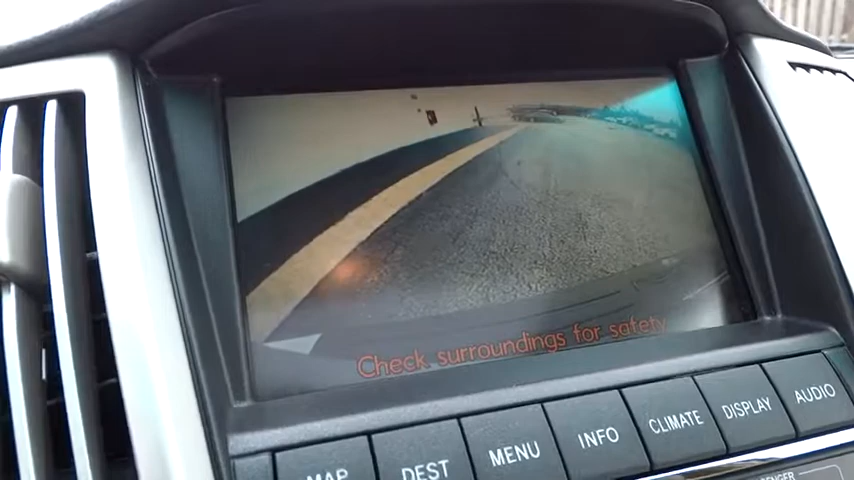 Check surroundings for safety
MAP
DEST
MENU
INFO
CLIMATE
DISPLAY
AUDIO